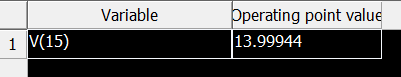 Variable Operating point value
1 V(15) 13.99944